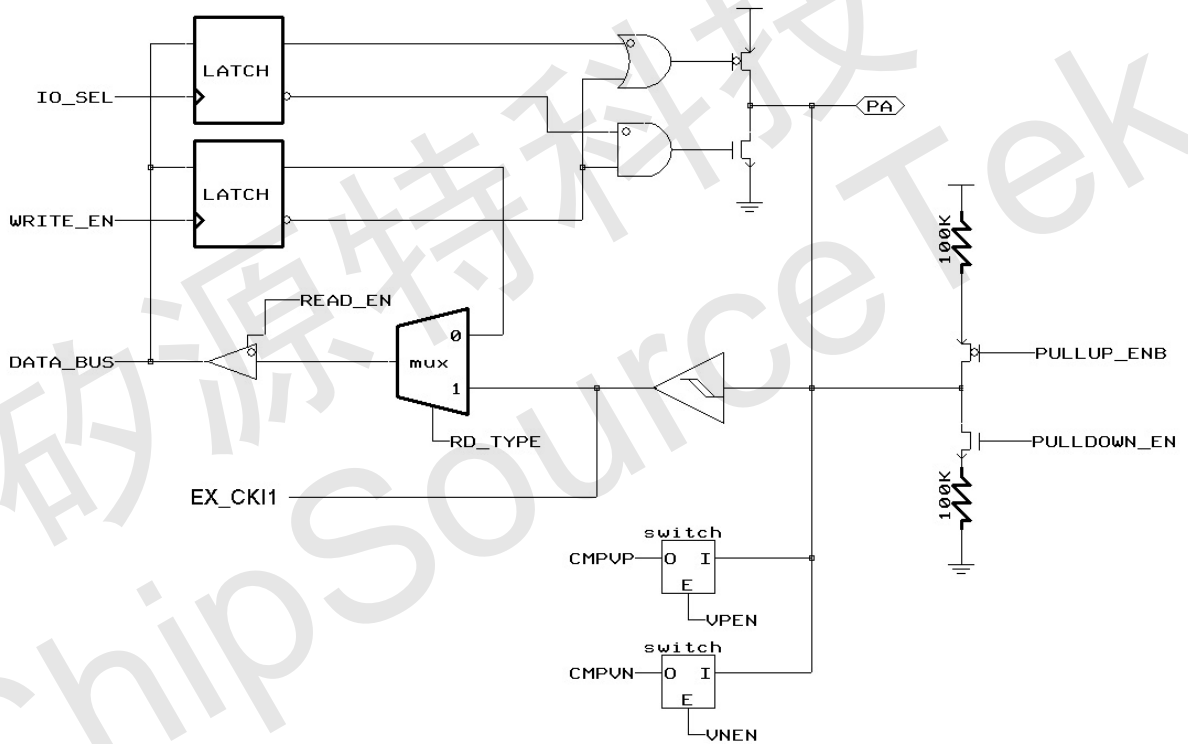 LATCH
IO_SEL
PA
LATCH
WRITE_EN
100K
READ_EN
0
DATA_BUS
mux
PULLUP_ENB
1
RD_TYPE
PULLDOWN_EN
EX_CKI1
100K
switch
CMPVP
O I
E
VPEN
switch
CMPVN
O I
E
VNEN
矽源特科技
ChipSourceTek